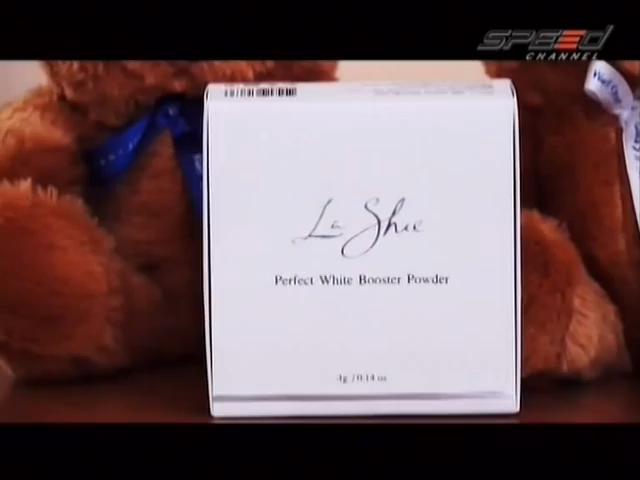 SPEED
CHANNEL
La Shie
Perfect White Booster Powder
4g / 0.14 oz